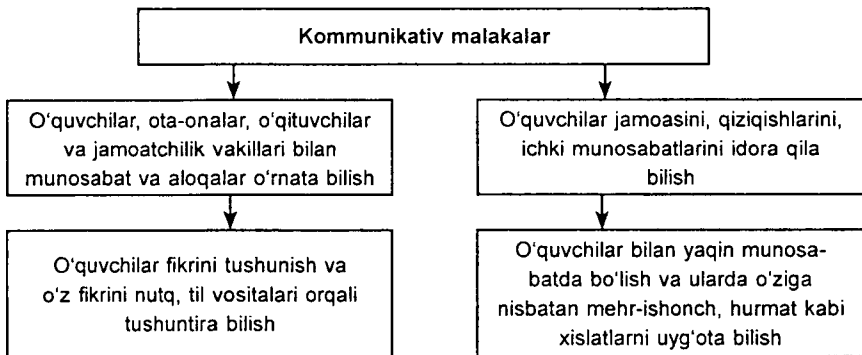 Kommunikativ malakalar
O‘quvchilar, ota-onalar, o‘qituvchilar
va jamoatchilik vakillari bilan
munosabat va aloqalar o‘rnata bilish
O‘quvchilar jamoasini, qiziqishlarini,
ichki munosabatlarini idora qila
bilish
O‘quvchilar fikrini tushunish va
o‘z fikrini nutq, til vositalari orqali
tushuntira bilish
O‘quvchilar bilan yaqin munosa-
batda bo‘lish va ularda o‘ziga
nisbatan mehr-ishonch, hurmat kabi
xislatlarni uyg‘ota bilish